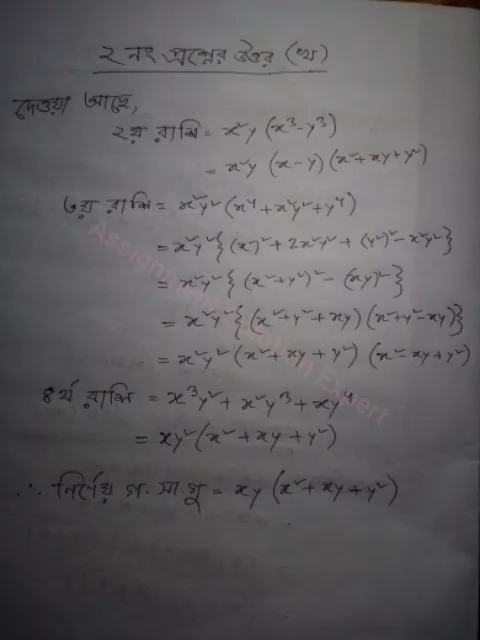 ২ নং প্রশ্নের উত্তর (খ)
দেওয়া আছে,
২য় রাশি = x²y (x³-y³)
= x²y (x-y) (x²+xy+y²)
৩য় রাশি = x²y² (x⁴+x²y²+y⁴)
= x²y² {(x)²+2x²y²+(y²)²-x²y²}
= x²y² {(x²+y²)²-(xy)²}
= x²y² {(x²+y²+xy) (x²+y²-xy)}
= x²y² (x²+xy+y²) (x²-xy+y²)
৪র্থ রাশি = x³y²+x²y³+xy⁴
= xy² (x²+xy+y²)
∴ নির্ণেয় গ.সা.গু = xy (x²+xy+y²)